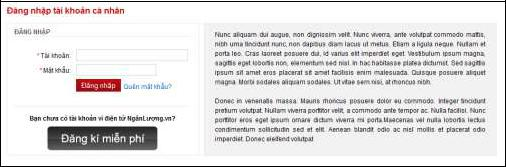 Đăng nhập tài khoản cá nhân
ĐĂNG NHẬP
* Tài khoản:
* Mật khẩu:
Đăng nhập Quên mật khẩu?
Bạn chưa có tài khoản ví điện tử NgânLượng.vn?
Đăng kí miễn phí
Nunc aliquam dui augue, non dignissim velit. Nunc viverra, ante volutpat commodo mattis,
nibh urna tincidunt nunc, non dapibus diam lacus ut metus. Etiam a ligula neque. Nullam et
porta leo. Cras laoreet posuere dui, id varius elit imperdiet eget. Vestibulum ipsum magna,
sagittis eget lobortis non, elementum sed nisl. In hac habitasse platea dictumst. Sed sagittis
ipsum sit amet eros placerat sit amet facilisis enim malesuada. Quisque posuere aliquet
magna. Morbi sodales aliquam sodales. Ut vitae sem nisi, at rhoncus nibh.
Donec in venenatis massa. Mauris rhoncus posuere dolor eu commodo. Integer tincidunt
pretium volutpat. Nullam viverra porttitor velit, a commodo ante tempor ac. Nulla facilisi. Nunc
porttitor eros eget ipsum ornare dictum viverra mi porta.Maecenas vel nulla lobortis lectus
condimentum sollicitudin sed et elit. Aenean blandit odio ac nisl mollis et placerat odio
imperdiet. Donec eleifend volutpat